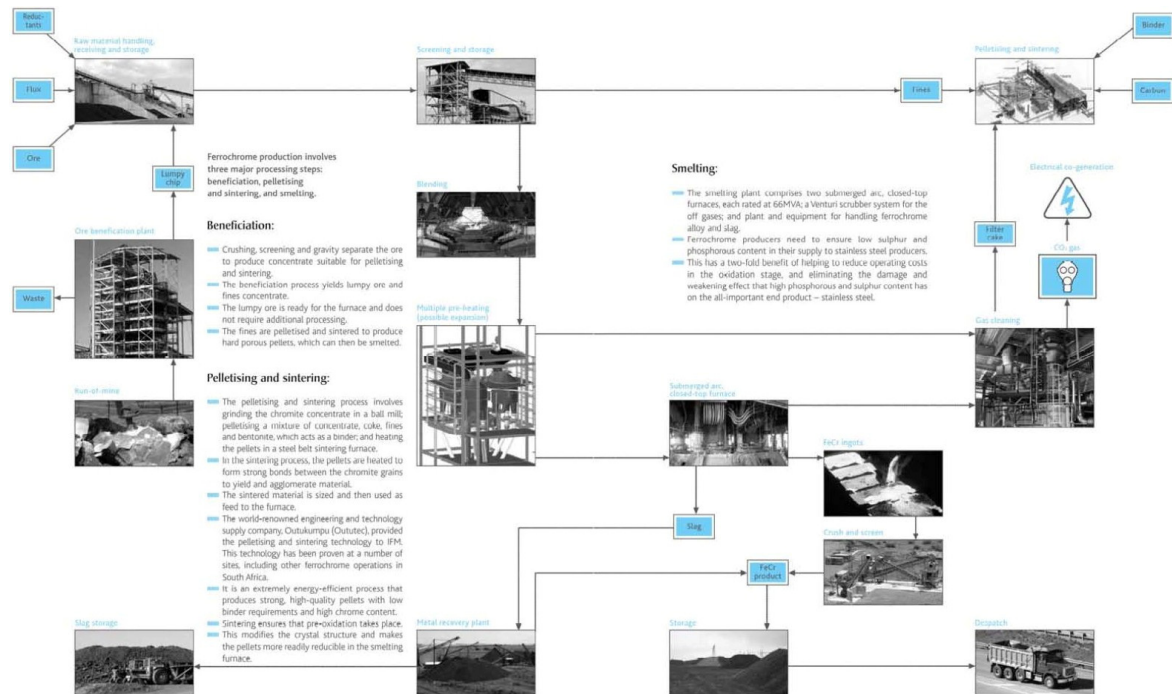 Reduc-
tants
Raw material handling,
receiving and storage
Flux
Ore
Lumpy
chip
Ore benefication plant
Waste
Run-of-mine
Screening and storage
Fines
Pelletising and sintering
Binder
Carbon
Ferrochrome production involves
three major processing steps:
beneficiation, pelletising
and sintering, and smelting.
Beneficiation:
Crushing, screening and gravity separate the ore
to produce concentrate suitable for pelletising
and sintering.
The beneficiation process yields lumpy ore and
fines concentrate.
The lumpy ore is ready for the furnace and does
not require additional processing.
The fines are pelletised and sintered to produce
hard porous pellets, which can then be smelted.
Pelletising and sintering:
The pelletising and sintering process involves
grinding the chromite concentrate in a ball mill;
pelletising a mixture of concentrate, coke, fines
and bentonite, which acts as a binder; and heating
the pellets in a steel belt sintering furnace.
In the sintering process, the pellets are heated to
form strong bonds between the chromite grains
to yield and agglomerate material.
The sintered material is sized and then used as
feed to the furnace.
The world-renowned engineering and technology
supply company, Outukumpu (Oututec), provided
the pelletising and sintering technology to IFM.
This technology has been proven at a number of
sites, including other ferrochrome operations in
South Africa.
It is an extremely energy-efficient process that
produces strong, high-quality pellets with low
binder requirements and high chrome content.
Sintering ensures that pre-oxidation takes place.
This modifies the crystal structure and makes
the pellets more readily reducible in the smelting
furnace.
Blending
Multiple pre-heating
(possible expansion)
Smelting:
The smelting plant comprises two submerged arc, closed-top
furnaces, each rated at 66MVA; a Venturi scrubber system for the
off gases; and plant and equipment for handling ferrochrome
alloy and slag.
Ferrochrome producers need to ensure low sulphur and
phosphorous content in their supply to stainless steel producers.
This has a two-fold benefit of helping to reduce operating costs
in the oxidation stage, and eliminating the damage and
weakening effect that high phosphorous and sulphur content has
on the all-important end product – stainless steel.
Electrical co-generation
Filter
cake
CO₂ gas
Gas cleaning
Submerged arc,
closed-top furnace
FeCr ingots
Slag
Crush and screen
FeCr
product
Slag storage
Metal recovery plant
Storage
Despatch